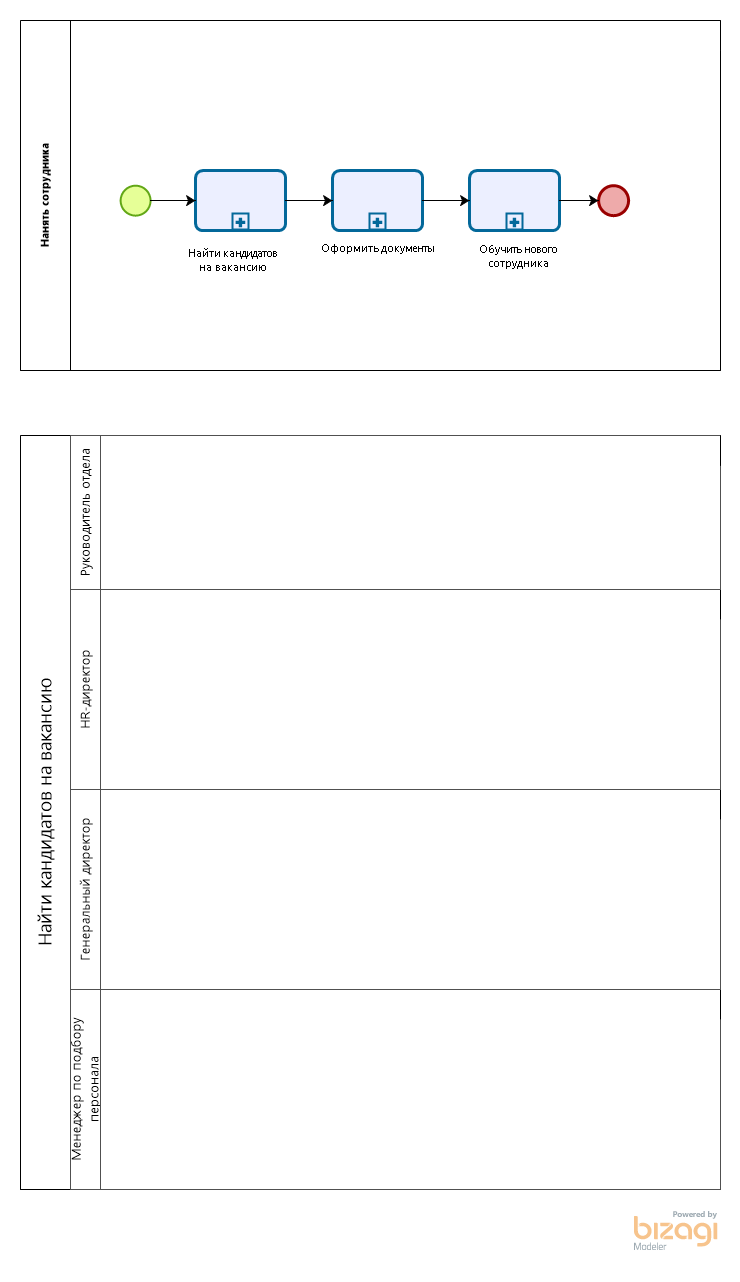 Нанять сотрудника
Найти кандидатов
на вакансию
Оформить документы
Обучить нового
сотрудника
Найти кандидатов на вакансию
Руководитель отдела
HR-директор
Генеральный директор
Менеджер по подбору
персонала
Powered by
bizagi
Modeler